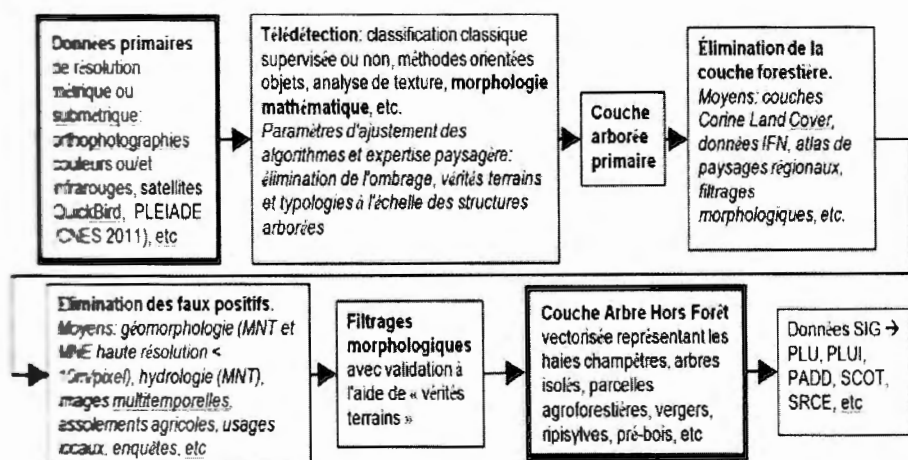 Données primaires
de résolution
métrique ou
submétrique:
orthophotographies
couleurs ou/et
infrarouges, satellites
QuickBird, PLEIADE
(CNES 2011), etc
Télédétection: classification classique
supervisée ou non, méthodes orientées
objets, analyse de texture, morphologie
mathématique, etc.
Paramètres d'ajustement des
algorithmes et expertise paysagère:
élimination de l'ombrage, vérités terrains
et typologies à l'échelle des structures
arborées
Couche
arborée
primaire
Élimination de la
couche forestière.
Moyens: couches
Corine Land Cover,
données IFN, atlas de
paysages régionaux,
filtrages
morphologiques, etc.
Elimination des faux positifs.
Moyens: géomorphologie (MNT et
MNE haute résolution <
10m/pixel), hydrologie (MNT),
images multitemporelles,
assolements agricoles, usages
locaux, enquêtes, etc
Filtrages
morphologiques
avec validation à
l'aide de « vérités
terrains »
Couche Arbre Hors Forêt
vectorisée représentant les
haies champêtres, arbres
isolés, parcelles
agroforestières, vergers,
ripisylves, pré-bois, etc
Données SIG →
PLU, PLUI,
PADD, SCOT,
SRCE, etc